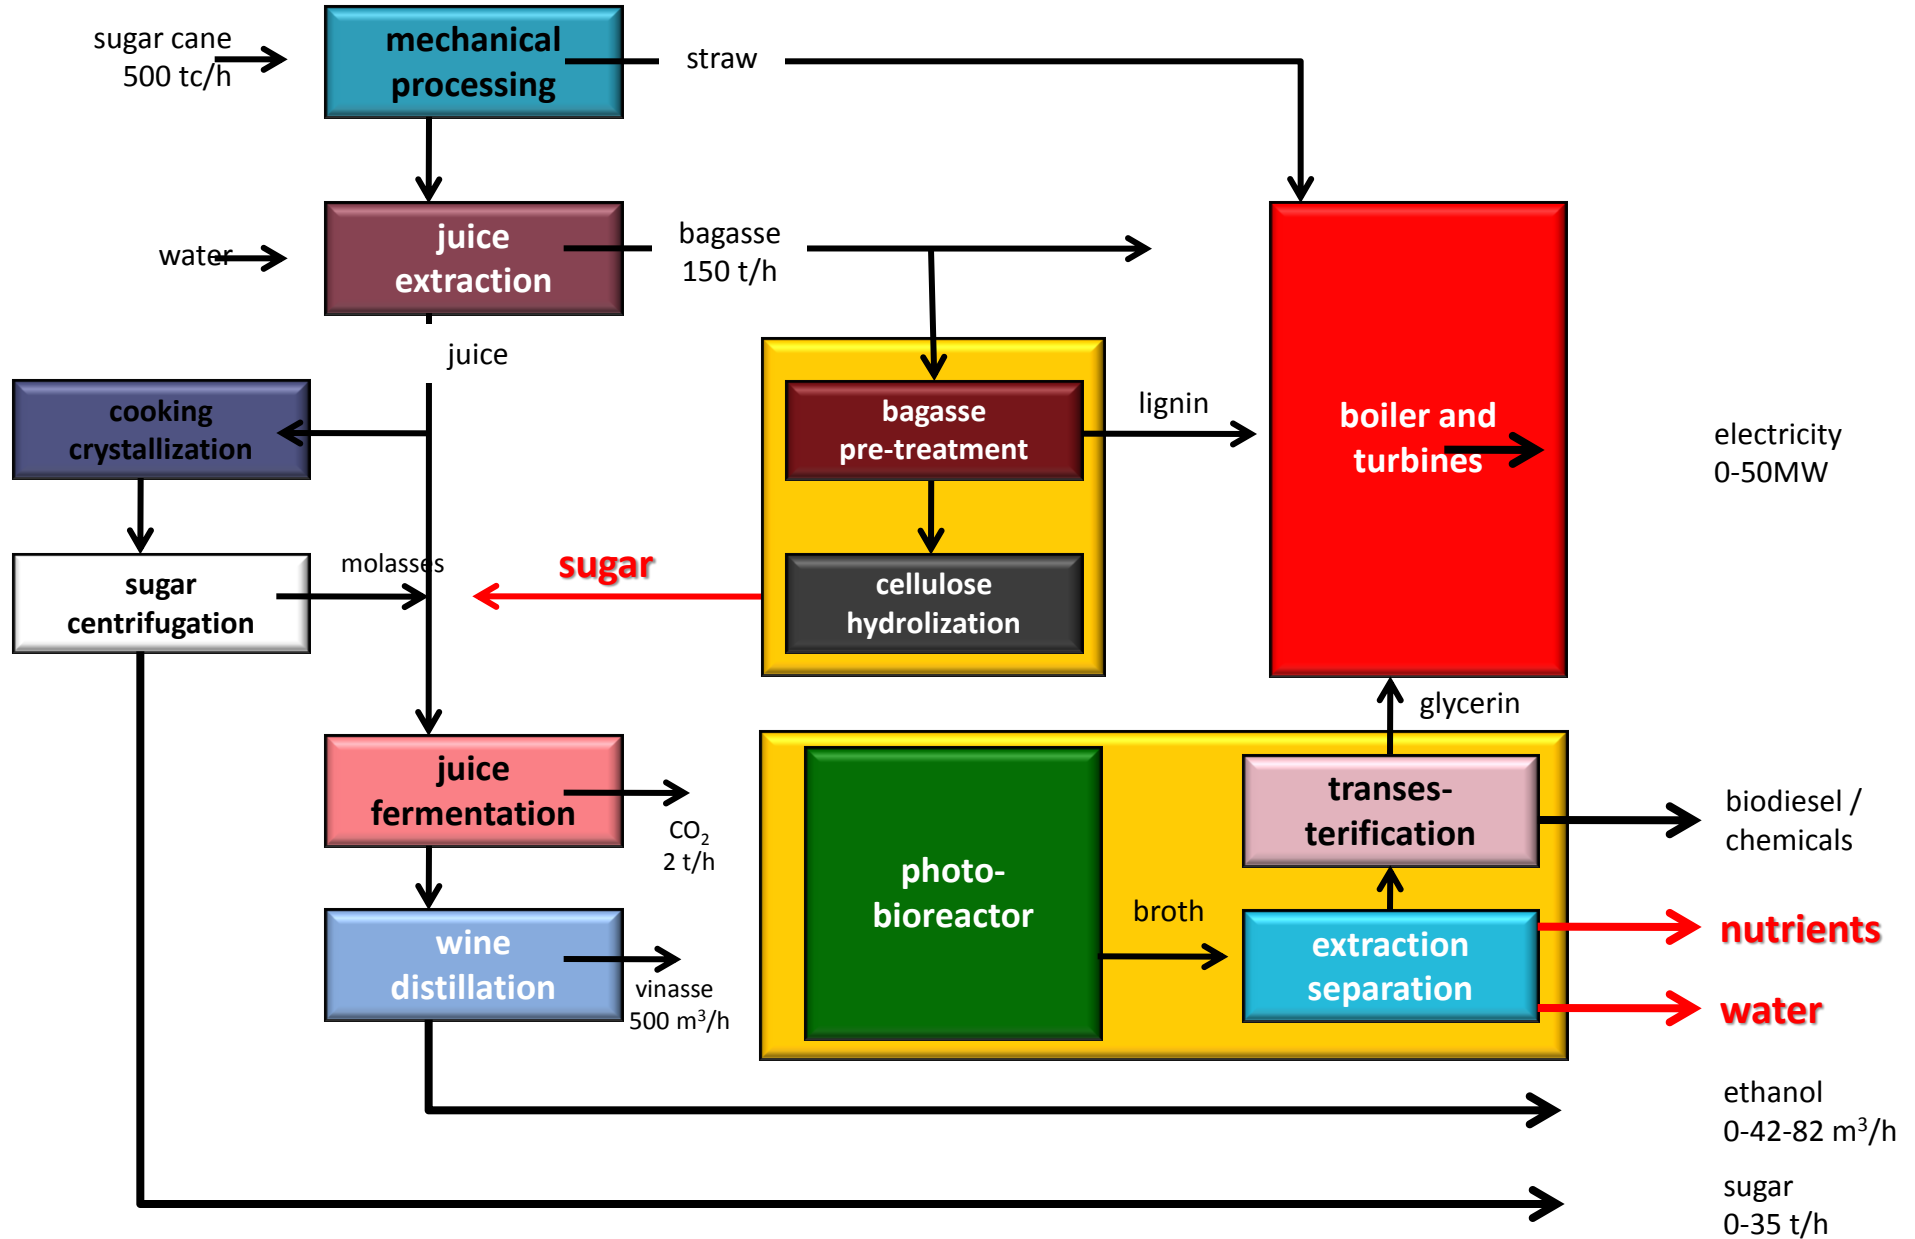 sugar cane
500 tc/h
mechanical
processing
straw
water
juice
extraction
bagasse
150 t/h
juice
cooking
crystallization
bagasse
pre-treatment
lignin
boiler and
turbines
electricity
0-50MW
sugar
centrifugation
molasses
sugar
cellulose
hydrolization
glycerin
juice
fermentation
CO₂
2 t/h
photo-
bioreactor
transes-
terification
biodiesel /
chemicals
wine
distillation
vinasse
500 m³/h
broth
extraction
separation
nutrients
water
ethanol
0-42-82 m³/h
sugar
0-35 t/h